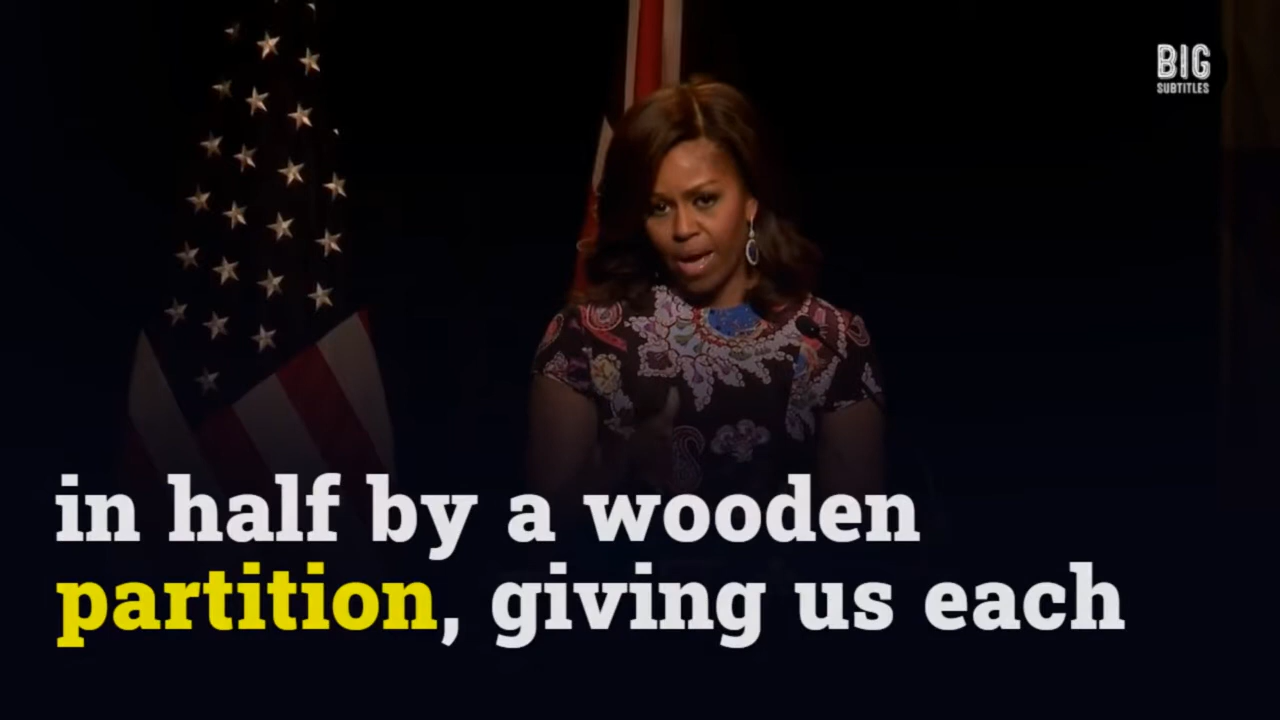 BIG
SUBTITLES
in half by a wooden
partition, giving us each